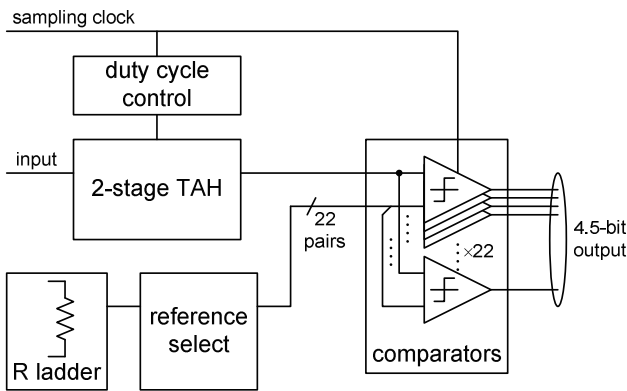 sampling clock
duty cycle
control
input
2-stage TAH
22
pairs
×22
4.5-bit
output
R ladder
reference
select
comparators